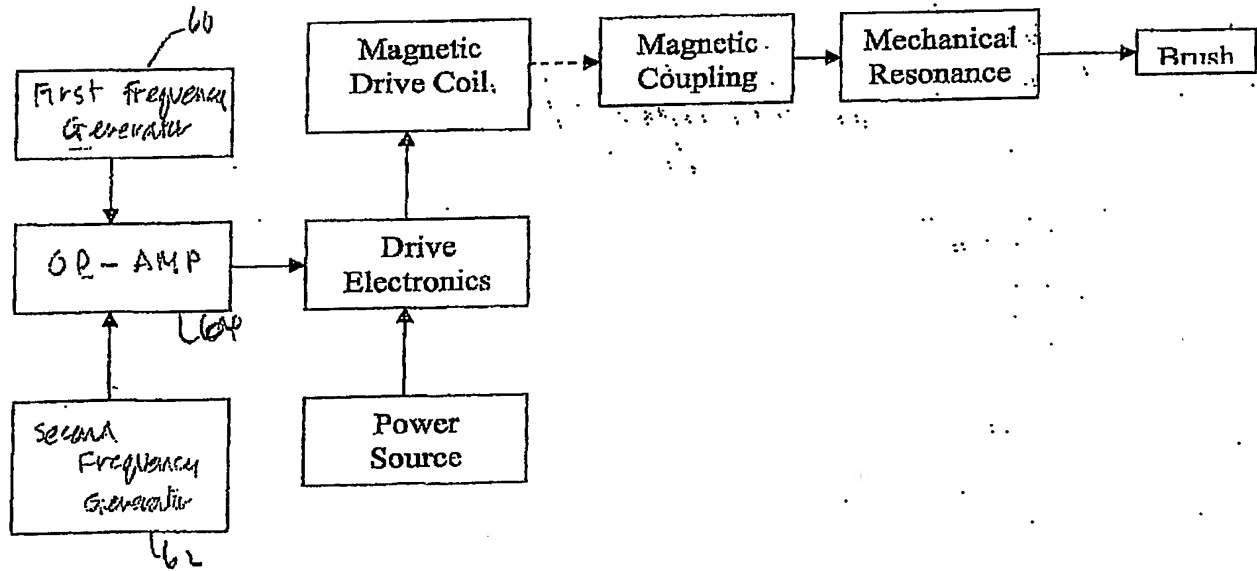 60
First Frequency
Generator
Magnetic
Drive Coil
Magnetic
Coupling
Mechanical
Resonance
Brush
OP-AMP
64
Drive
Electronics
Second
Frequency
Generator
62
Power
Source